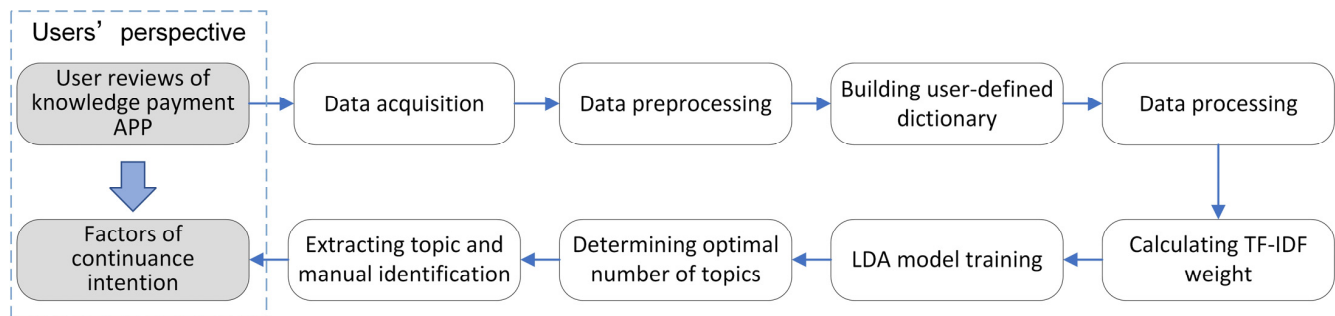 Users’ perspective
User reviews of
knowledge payment
APP
Data acquisition
Data preprocessing
Building user-defined
dictionary
Data processing
Factors of
continuance
intention
Extracting topic and
manual identification
Determining optimal
number of topics
LDA model training
Calculating TF-IDF
weight